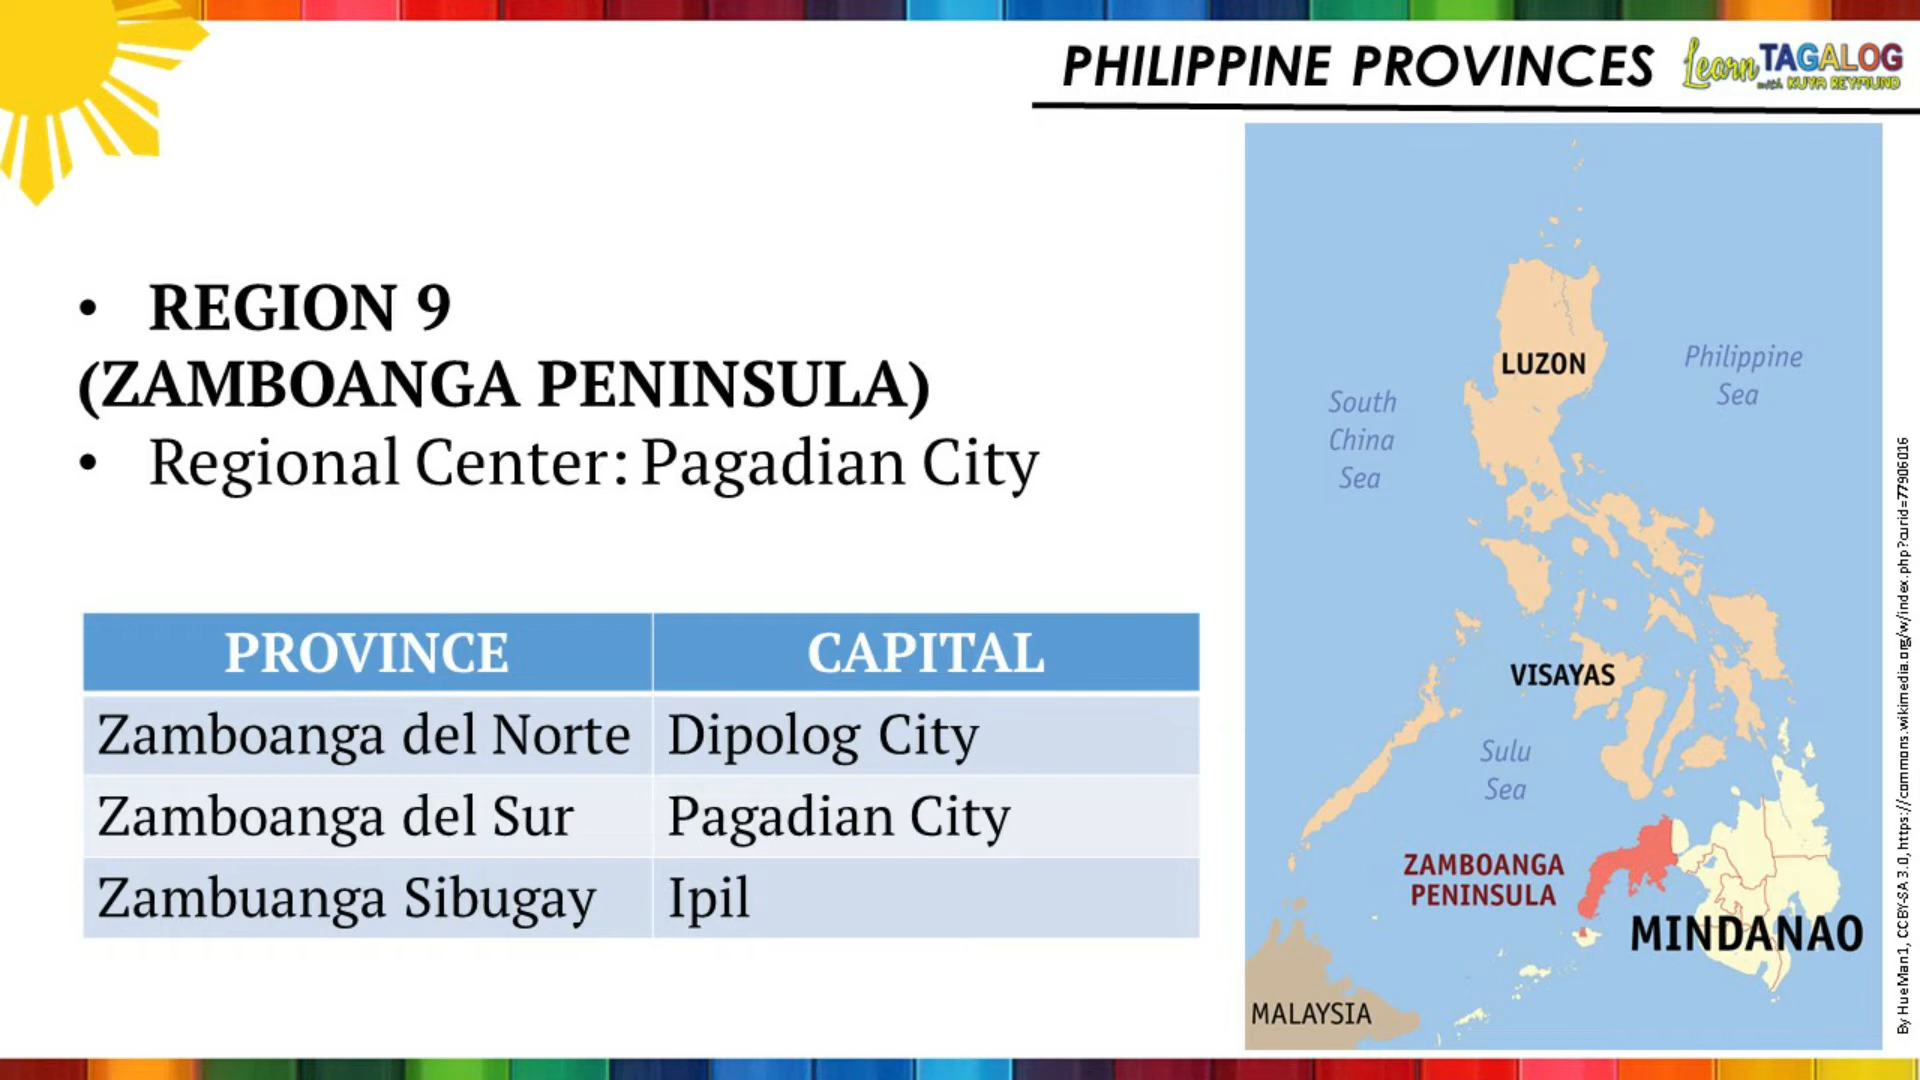 PHILIPPINE PROVINCES
Learn TAGALOG
with KUYA REYMUND
• REGION 9
(ZAMBOANGA PENINSULA)
• Regional Center: Pagadian City
PROVINCE CAPITAL
Zamboanga del Norte Dipolog City
Zamboanga del Sur Pagadian City
Zambuanga Sibugay Ipil
LUZON
Philippine
Sea
South
China
Sea
VISAYAS
Sulu
Sea
ZAMBOANGA
PENINSULA
MINDANAO
MALAYSIA
By HueMan1, CC BY-SA 3.0, https://commons.wikimedia.org/w/index.php?curid=77906016